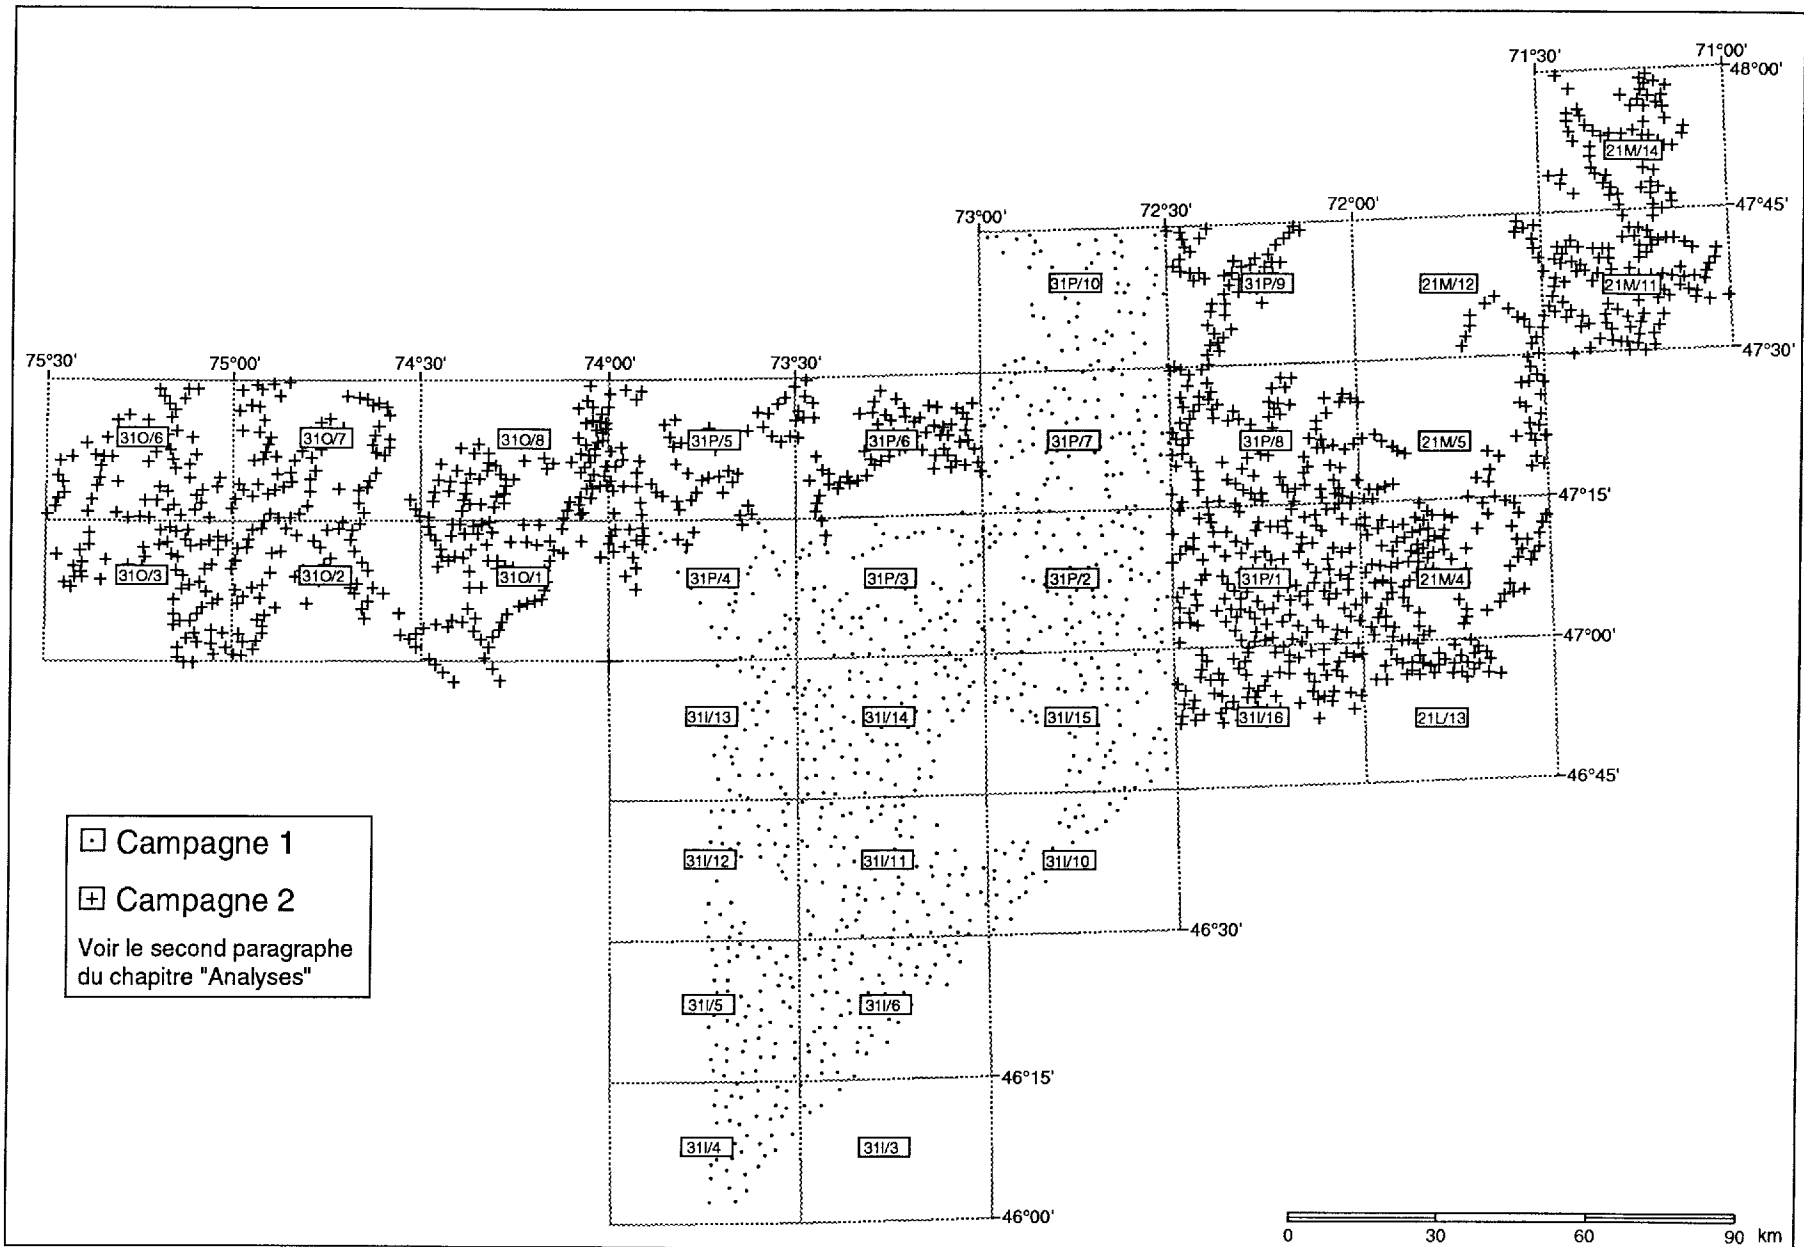 71°30' 71°00'
48°00'
21M/14
73°00' 72°30' 72°00' 47°45'
31P/10 31P/9 21M/12 21M/11
75°30' 75°00' 74°30' 74°00' 73°30' 47°30'
31O/6 31O/7 31O/8 31P/5 31P/6 31P/7 31P/8 21M/5
47°15'
31O/3 31O/2 31O/1 31P/4 31P/3 31P/2 31P/1 21M/4
47°00'
31I/13 31I/14 31I/15 31I/16 21L/13
46°45'
Campagne 1
31I/12 31I/11 31I/10
Campagne 2
46°30'
Voir le second paragraphe
du chapitre "Analyses"
31I/5 31I/6
46°15'
31I/4 31I/3
46°00'
0 30 60 90 km